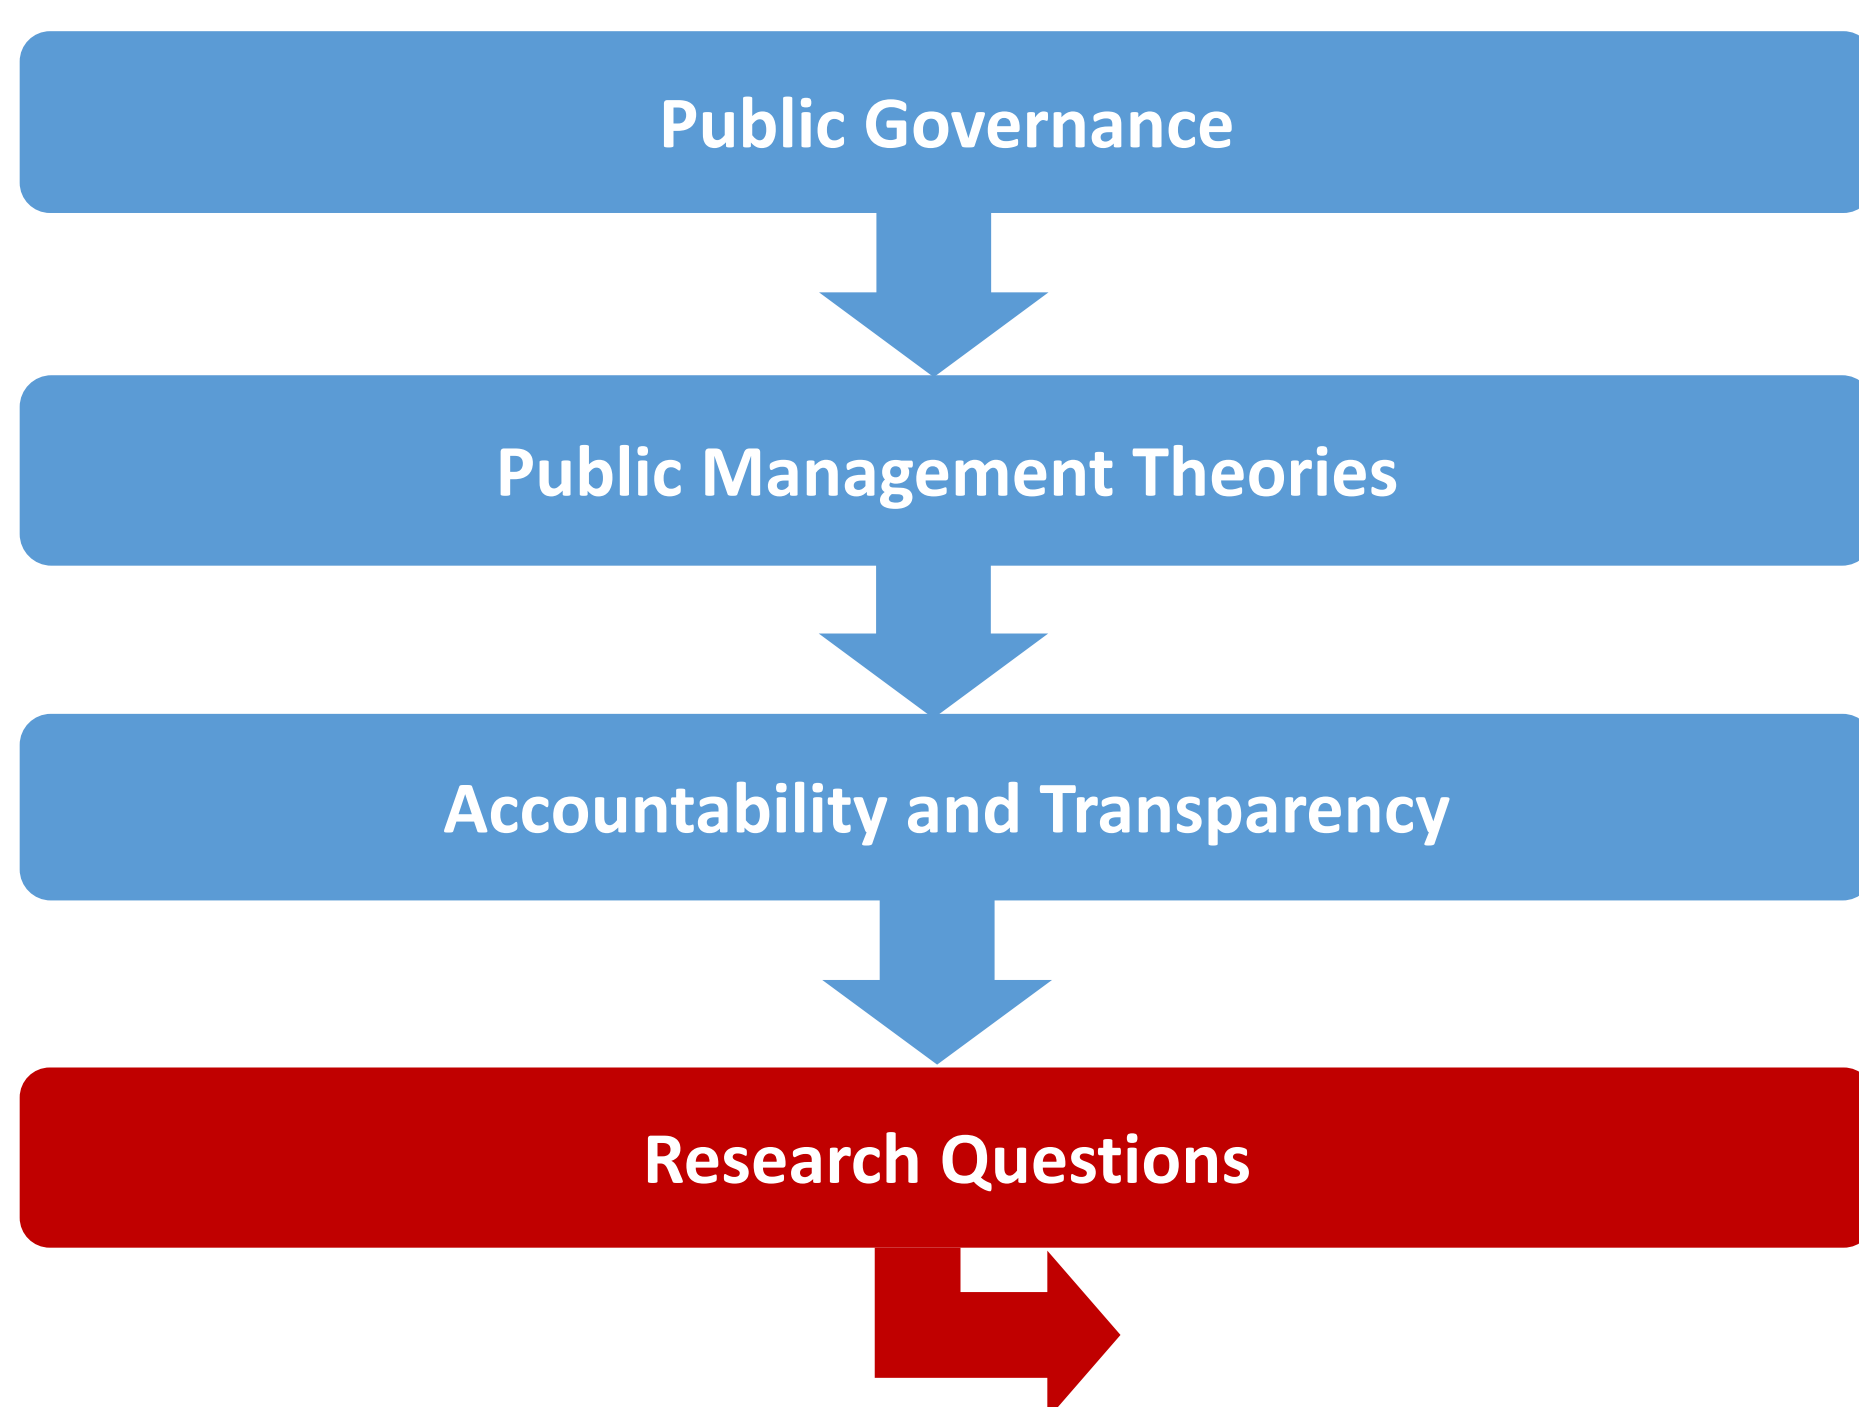 Public Governance
Public Management Theories
Accountability and Transparency
Research Questions